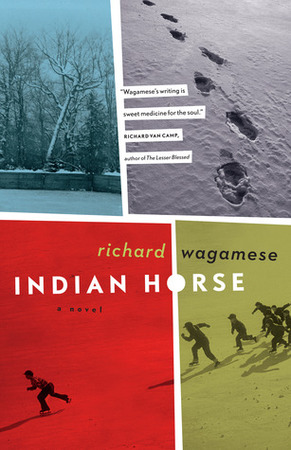 “Wagamese's writing is
sweet medicine for the soul.”
RICHARD VAN CAMP,
author of The Lesser Blessed
richard wagamese
INDIAN HORSE
a novel